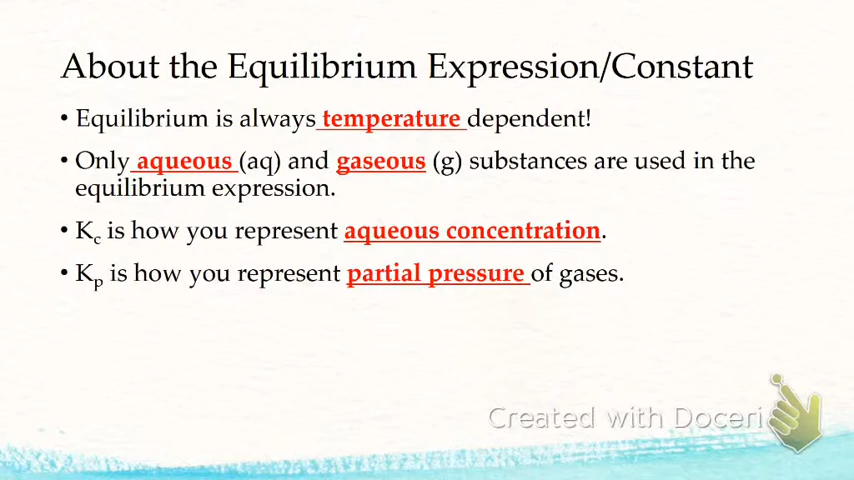 About the Equilibrium Expression/Constant
• Equilibrium is always temperature dependent!
• Only aqueous (aq) and gaseous (g) substances are used in the
equilibrium expression.
• Kc is how you represent aqueous concentration.
• Kp is how you represent partial pressure of gases.
Created with Doceri